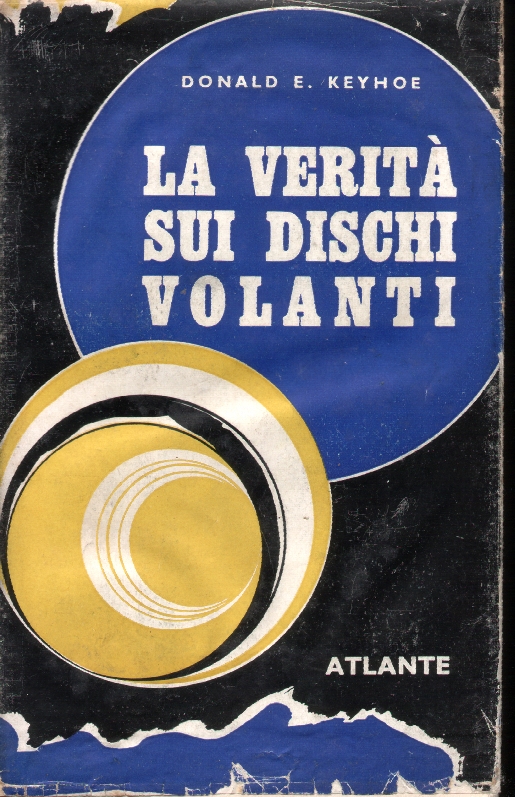 DONALD E. KEYHOE
LA VERITÀ
SUI DISCHI
VOLANTI
ATLANTE